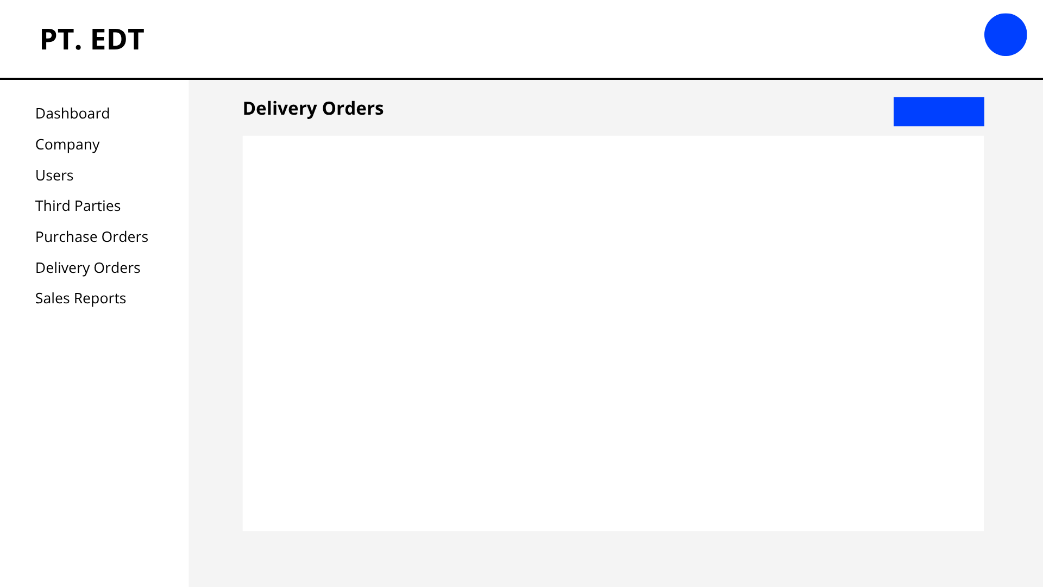 PT. EDT
Dashboard
Company
Users
Third Parties
Purchase Orders
Delivery Orders
Sales Reports
Delivery Orders